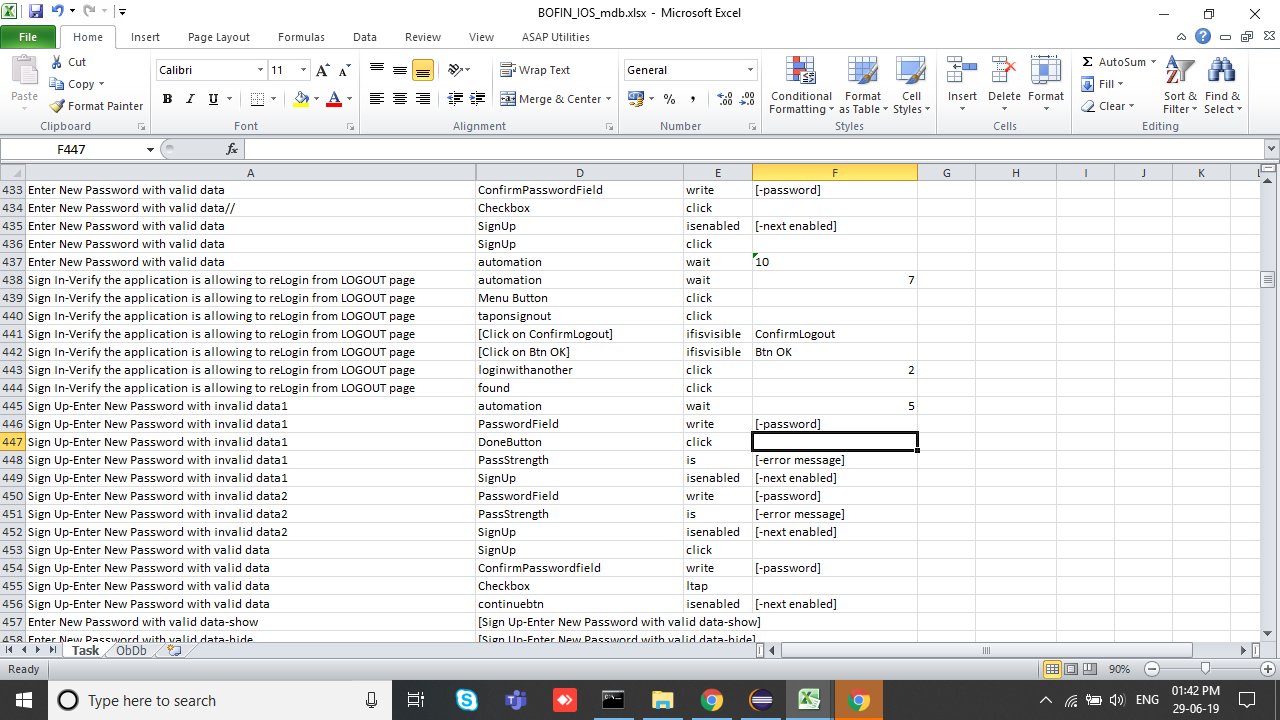 BOFIN_IOS_mdb.xlsx - Microsoft Excel
File Home Insert Page Layout Formulas Data Review View ASAP Utilities
Paste Cut Copy Format Painter Clipboard
Calibri 11 A A B I U A Font
Wrap Text Merge & Center Alignment
General % , .00 .00 Number
Conditional Formatting Format as Table Cell Styles Styles
Insert Delete Format Cells
Σ AutoSum Fill Clear Sort & Filter Find & Select Editing
F447 fx
A D E F G H I J K L
433 Enter New Password with valid data ConfirmPasswordField write [-password]
434 Enter New Password with valid data// Checkbox click
435 Enter New Password with valid data SignUp isenabled [-next enabled]
436 Enter New Password with valid data SignUp click
437 Enter New Password with valid data automation wait 10
438 Sign In-Verify the application is allowing to reLogin from LOGOUT page automation wait 7
439 Sign In-Verify the application is allowing to reLogin from LOGOUT page Menu Button click
440 Sign In-Verify the application is allowing to reLogin from LOGOUT page taponsignout click
441 Sign In-Verify the application is allowing to reLogin from LOGOUT page [Click on ConfirmLogout] ifisvisible ConfirmLogout
442 Sign In-Verify the application is allowing to reLogin from LOGOUT page [Click on Btn OK] ifisvisible Btn OK
443 Sign In-Verify the application is allowing to reLogin from LOGOUT page loginwithanother click 2
444 Sign In-Verify the application is allowing to reLogin from LOGOUT page found click
445 Sign Up-Enter New Password with invalid data1 automation wait 5
446 Sign Up-Enter New Password with invalid data1 PasswordField write [-password]
447 Sign Up-Enter New Password with invalid data1 DoneButton click
448 Sign Up-Enter New Password with invalid data1 PassStrength is [-error message]
449 Sign Up-Enter New Password with invalid data1 SignUp isenabled [-next enabled]
450 Sign Up-Enter New Password with invalid data2 PasswordField write [-password]
451 Sign Up-Enter New Password with invalid data2 PassStrength is [-error message]
452 Sign Up-Enter New Password with invalid data2 SignUp isenabled [-next enabled]
453 Sign Up-Enter New Password with valid data SignUp click
454 Sign Up-Enter New Password with valid data ConfirmPasswordfield write [-password]
455 Sign Up-Enter New Password with valid data Checkbox ltap
456 Sign Up-Enter New Password with valid data continuebtn isenabled [-next enabled]
457 Enter New Password with valid data-show [Sign Up-Enter New Password with valid data-show]
458 Enter New Password with valid data-hide [Sign Up-Enter New Password with valid data-hide]
Task ObDb
Ready 90%
Type here to search ENG 01:42 PM
29-06-19